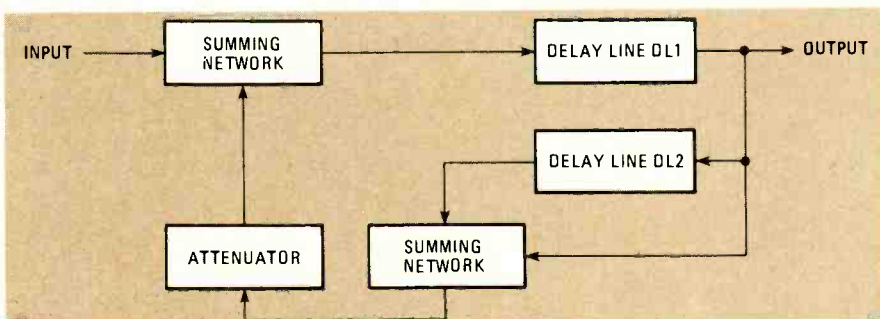 INPUT
SUMMING
NETWORK
DELAY LINE DL1
OUTPUT
DELAY LINE DL2
ATTENUATOR
SUMMING
NETWORK